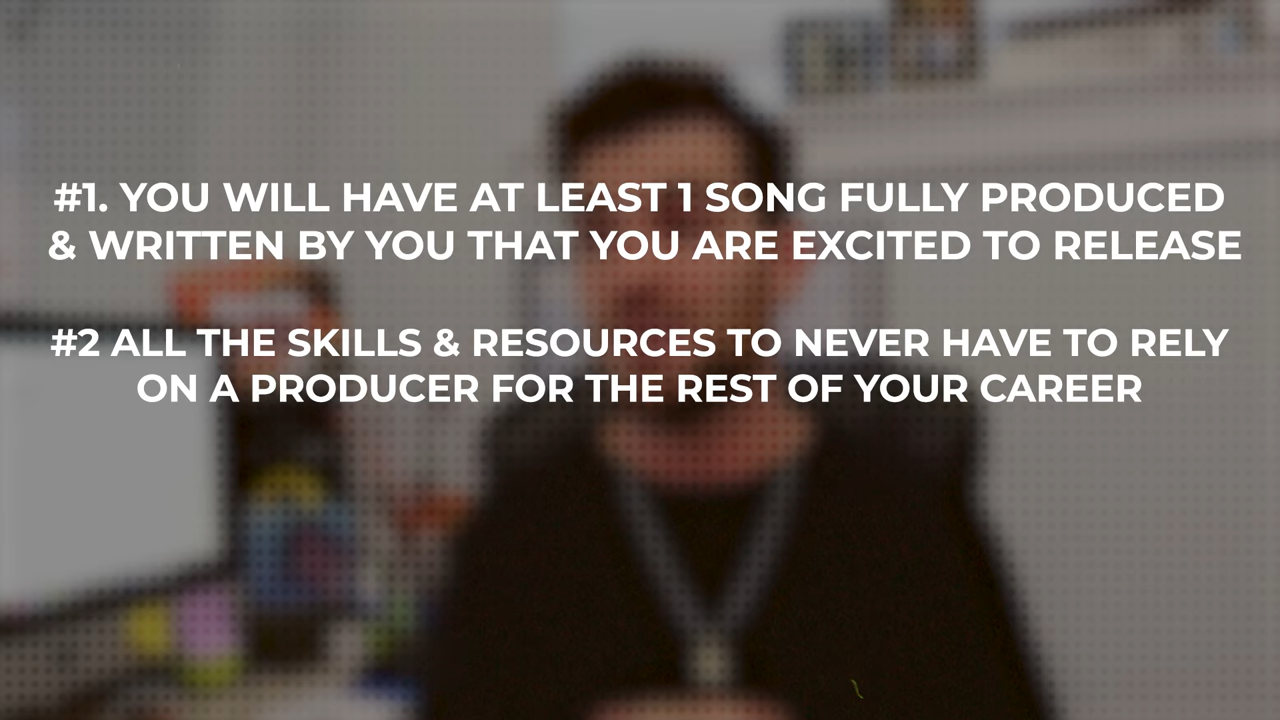 #1. YOU WILL HAVE AT LEAST 1 SONG FULLY PRODUCED
& WRITTEN BY YOU THAT YOU ARE EXCITED TO RELEASE
#2 ALL THE SKILLS & RESOURCES TO NEVER HAVE TO RELY
ON A PRODUCER FOR THE REST OF YOUR CAREER